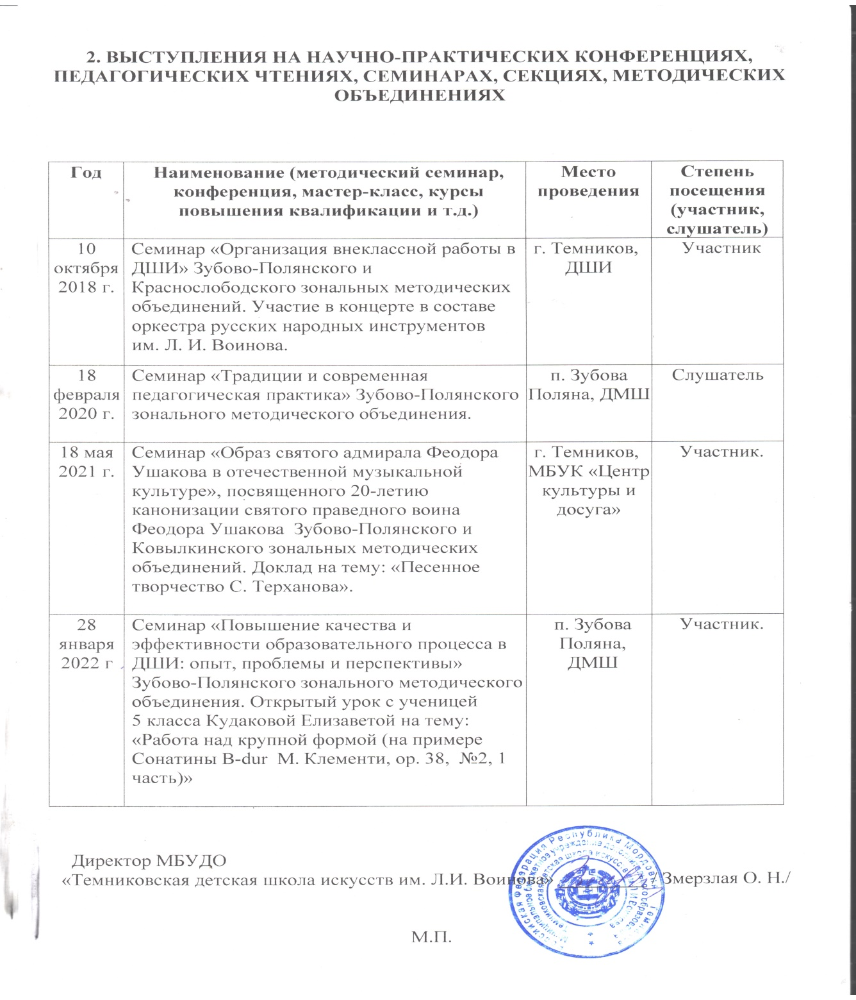 2. ВЫСТУПЛЕНИЯ НА НАУЧНО-ПРАКТИЧЕСКИХ КОНФЕРЕНЦИЯХ,
ПЕДАГОГИЧЕСКИХ ЧТЕНИЯХ, СЕМИНАРАХ, СЕКЦИЯХ, МЕТОДИЧЕСКИХ
ОБЪЕДИНЕНИЯХ
Год
Наименование (методический семинар,
конференция, мастер-класс, курсы
повышения квалификации и т.д.)
Место
проведения
Степень
посещения
(участник,
слушатель)
10
октября
2018 г.
Семинар «Организация внеклассной работы в
ДШИ» Зубово-Полянского и
Краснослободского зональных методических
объединений. Участие в концерте в составе
оркестра русских народных инструментов
им. Л. И. Воинова.
г. Темников,
ДШИ
Участник
18
февраля
2020 г.
Семинар «Традиции и современная
педагогическая практика» Зубово-Полянского
зонального методического объединения.
п. Зубова
Поляна, ДМШ
Слушатель
18 мая
2021 г.
Семинар «Образ святого адмирала Феодора
Ушакова в отечественной музыкальной
культуре», посвященного 20-летию
канонизации святого праведного воина
Феодора Ушакова Зубово-Полянского и
Ковылкинского зональных методических
объединений. Доклад на тему: «Песенное
творчество С. Терханова».
г. Темников,
МБУК «Центр
культуры и
досуга»
Участник.
28
января
2022 г
Семинар «Повышение качества и
эффективности образовательного процесса в
ДШИ: опыт, проблемы и перспективы»
Зубово-Полянского зонального методического
объединения. Открытый урок с ученицей
5 класса Кудаковой Елизаветой на тему:
«Работа над крупной формой (на примере
Сонатины B-dur М. Клементи, ор. 38, №2, 1
часть)»
п. Зубова
Поляна,
ДМШ
Участник.
Директор МБУДО
«Темниковская детская школа искусств им. Л.И. Воинова» / Змерзлая О. Н./
М.П.
Российская Федерация Республика Мордовия